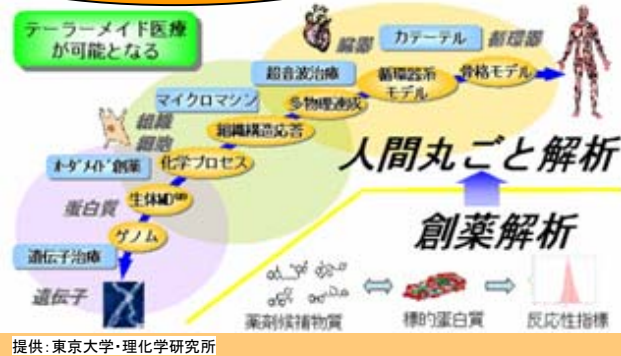 テーラーメイド医療
が可能となる
臓器
カテーテル
循環器
超音波治療
循環器系
モデル
骨格モデル
マイクロマシン
多物理連成
組織
細胞
組織構造応答
人間丸ごと解析
オーダメイド創薬
化学プロセス
蛋白質
生体MD
ゲノム
創薬解析
遺伝子治療
遺伝子
薬剤候補物質
標的蛋白質
反応性指標
提供:東京大学・理化学研究所